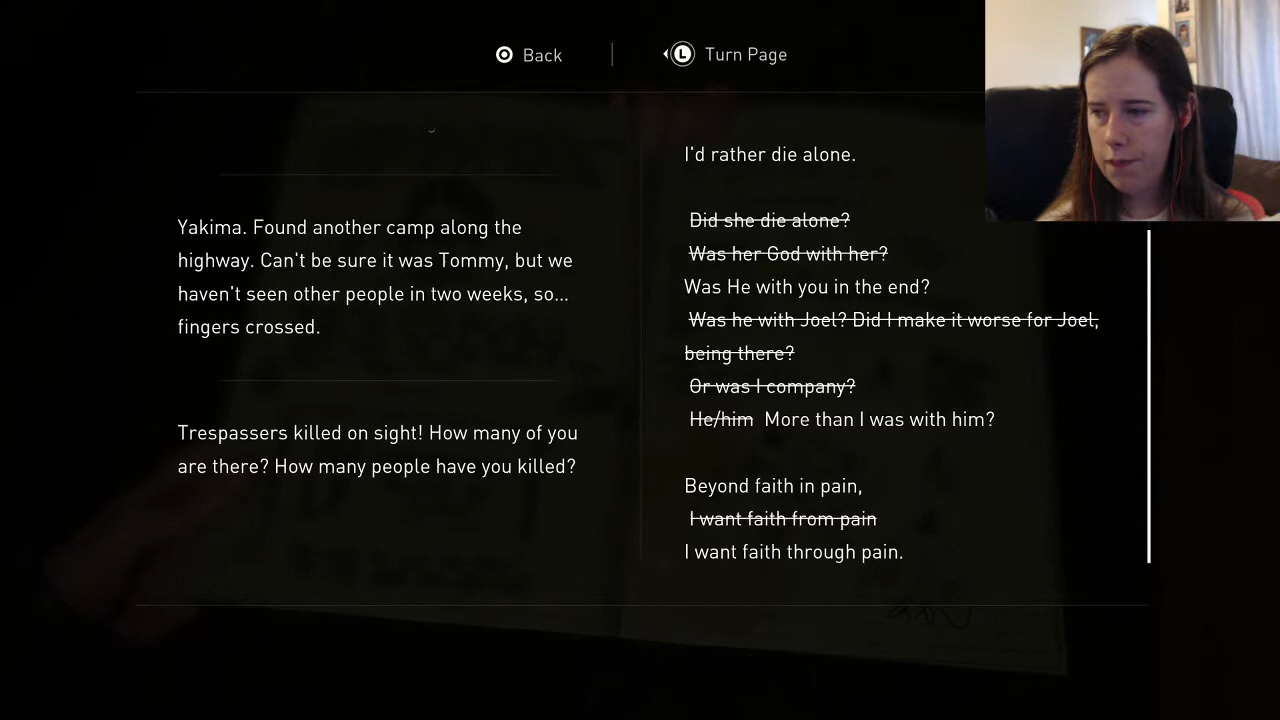 Back
L Turn Page
Yakima. Found another camp along the
highway. Can't be sure it was Tommy, but we
haven't seen other people in two weeks, so...
fingers crossed.
Trespassers killed on sight! How many of you
are there? How many people have you killed?
I'd rather die alone.
Did she die alone?
Was her God with her?
Was He with you in the end?
Was he with Joel? Did I make it worse for Joel,
being there?
Or was I company?
He/him More than I was with him?
Beyond faith in pain,
I want faith from pain
I want faith through pain.